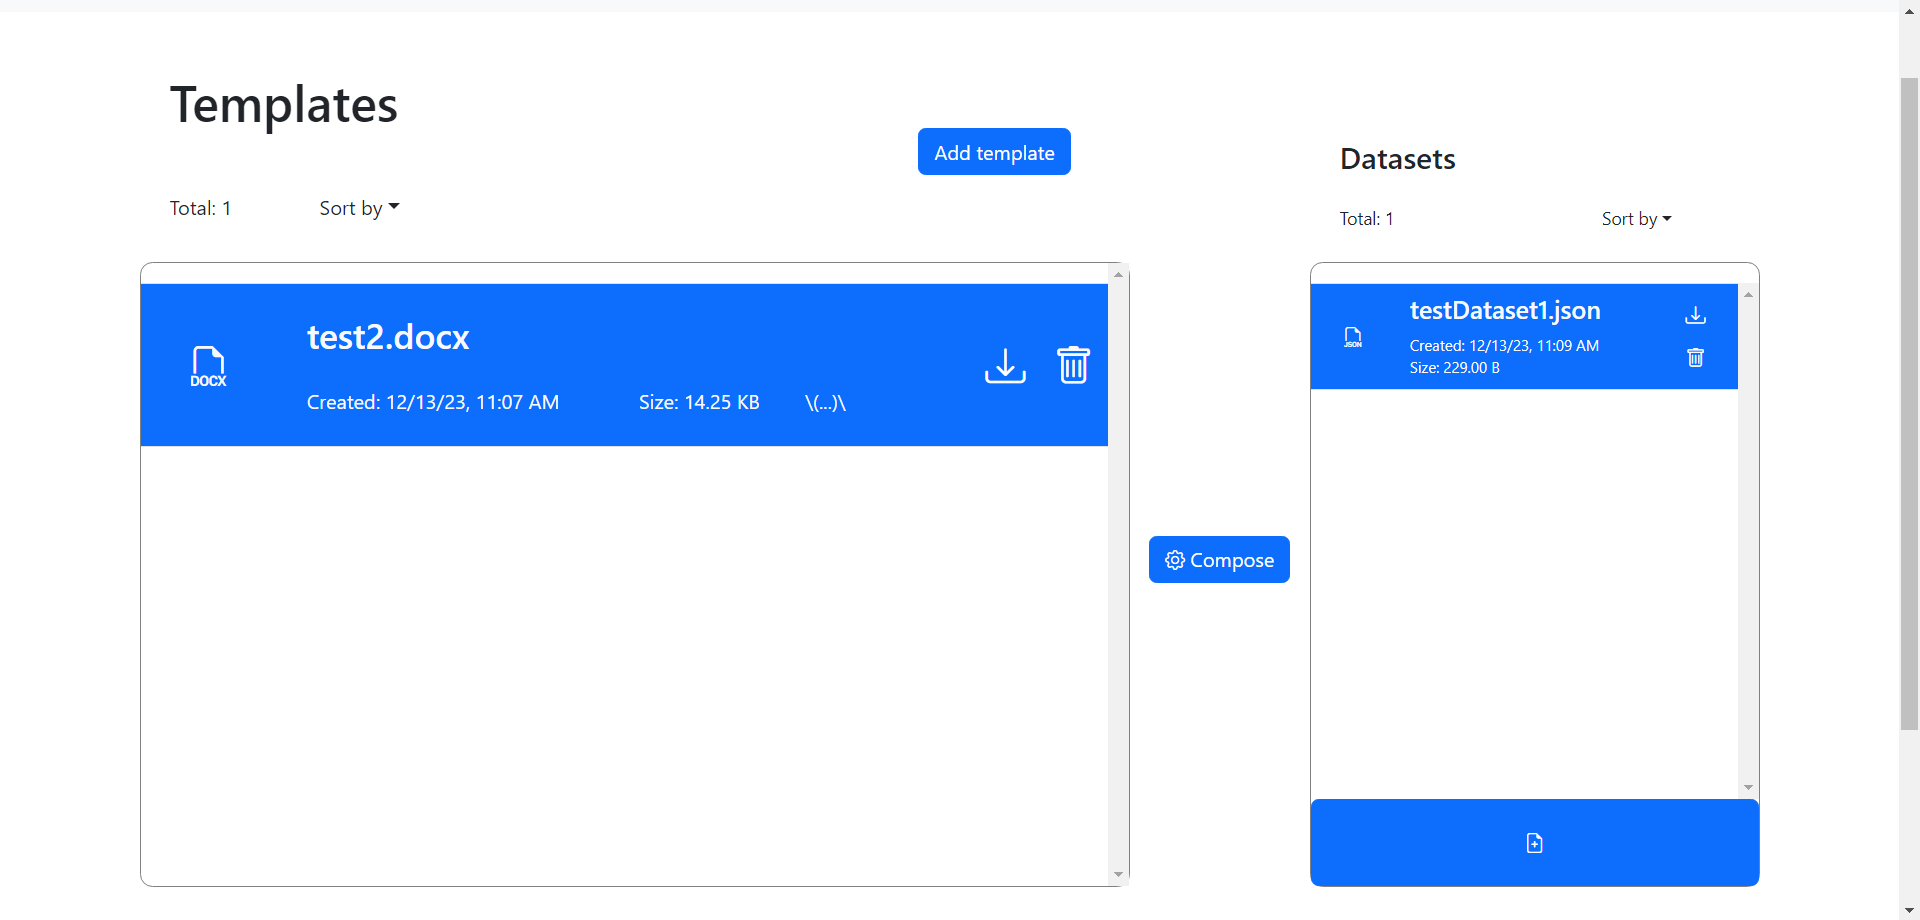 Templates
Add template
Total: 1
Sort by
DOCX
test2.docx
Created: 12/13/23, 11:07 AM
Size: 14.25 KB
\(...)\
Compose
Datasets
Total: 1
Sort by
JSON
testDataset1.json
Created: 12/13/23, 11:09 AM
Size: 229.00 B